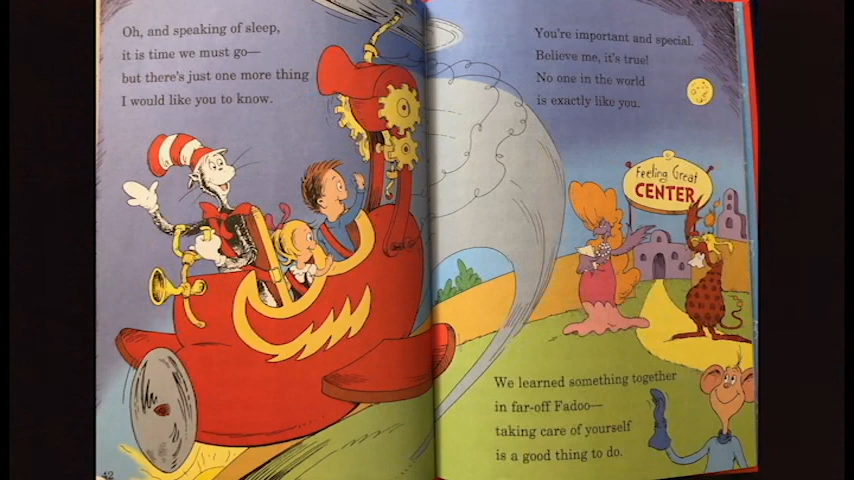 Oh, and speaking of sleep,
it is time we must go—
but there's just one more thing
I would like you to know.
42
You're important and special.
Believe me, it's true!
No one in the world
is exactly like you.
Feeling Great
CENTER
We learned something together
in far-off Fadoo—
taking care of yourself
is a good thing to do.